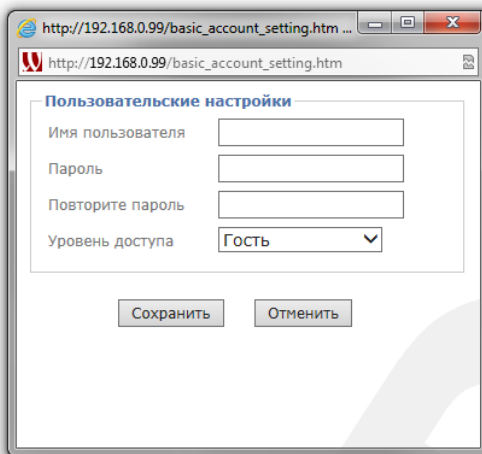 http://192.168.0.99/basic_account_setting.htm ...
http://192.168.0.99/basic_account_setting.htm
Пользовательские настройки
Имя пользователя
Пароль
Повторите пароль
Уровень доступа Гость
Сохранить Отменить